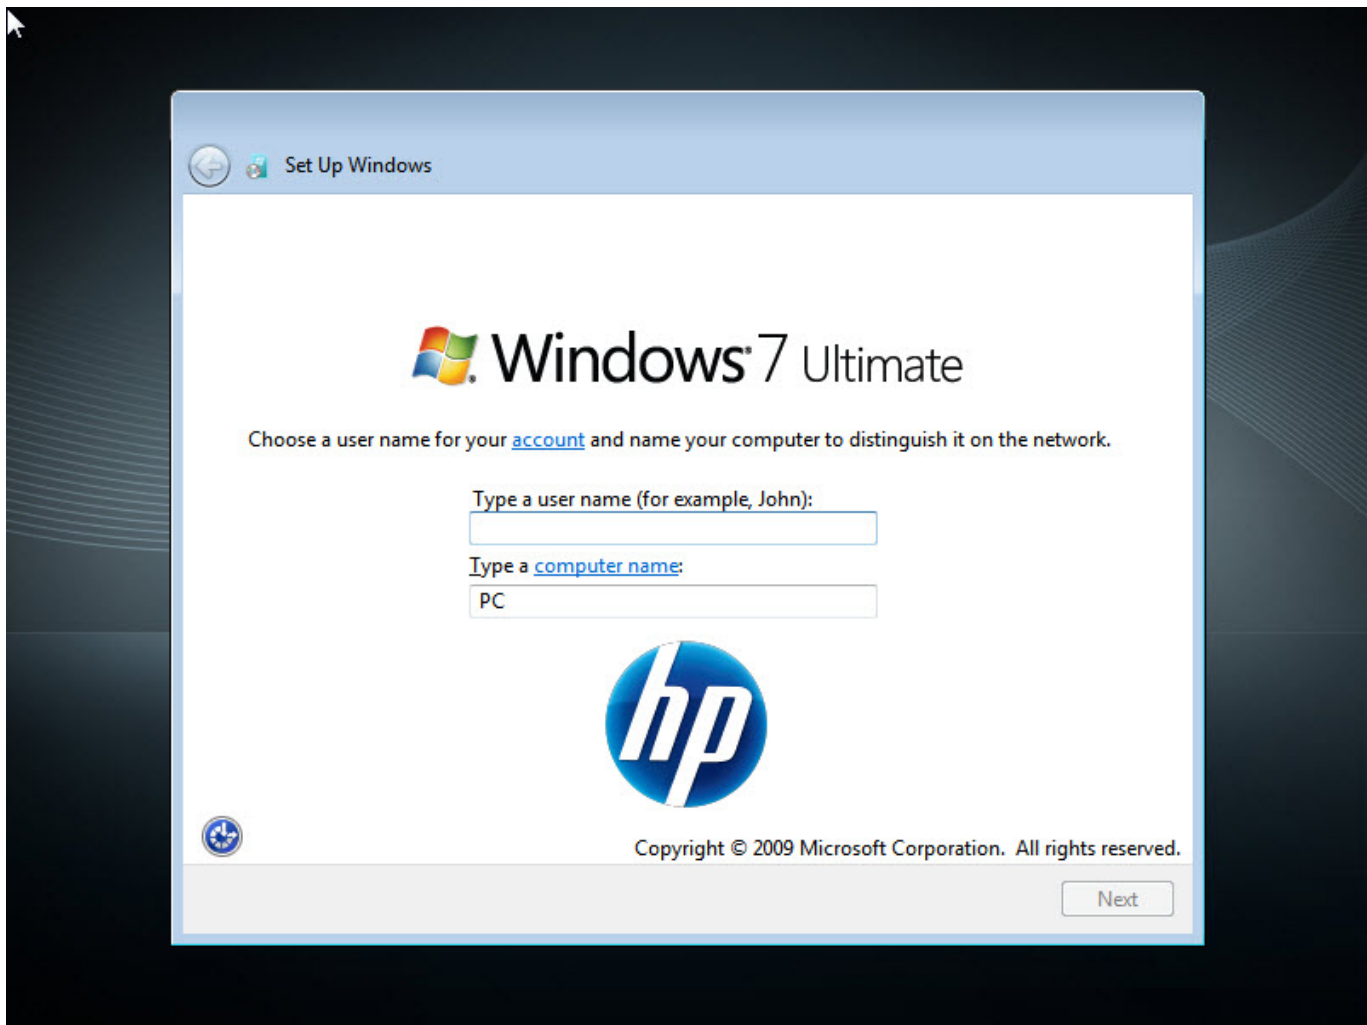 Set Up Windows
Windows® 7 Ultimate
Choose a user name for your account and name your computer to distinguish it on the network.
Type a user name (for example, John):
Type a computer name:
PC
hp
Copyright © 2009 Microsoft Corporation. All rights reserved.
Next